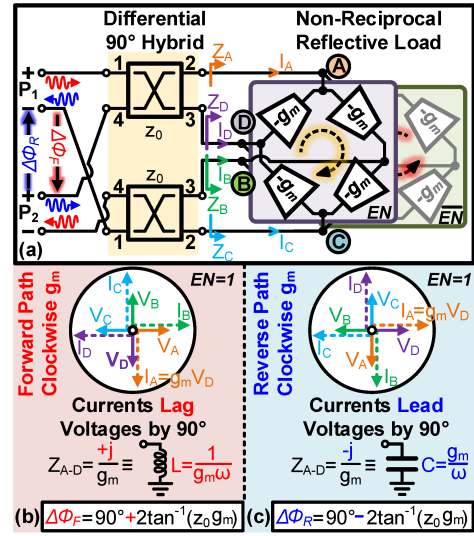 Differential
90° Hybrid
Non-Reciprocal
Reflective Load
+
P1
−
ΔΦR
ΔΦF
+
P2
−
1
2
4
3
z0
z0
4
3
1
2
ZA
IA
ZD
ID
IB
ZB
ZC
IC
A
D
B
C
-gm
-gm
-gm
-gm
EN
EN
(a)
Forward Path
Clockwise gm
EN=1
IC
VB
IB
VC
ID
VA
VD
IA=gmVD
Currents Lag
Voltages by 90°
ZA-D= +j/gm ≡
L= 1/gmω
(b) ΔΦF=90°+2tan-1(z0gm)
Reverse Path
Clockwise gm
EN=1
ID
VC
IA=gmVD
VB
IC
VD
VA
IB
Currents Lead
Voltages by 90°
ZA-D= -j/gm ≡
C= gm/ω
(c) ΔΦR=90°−2tan-1(z0gm)